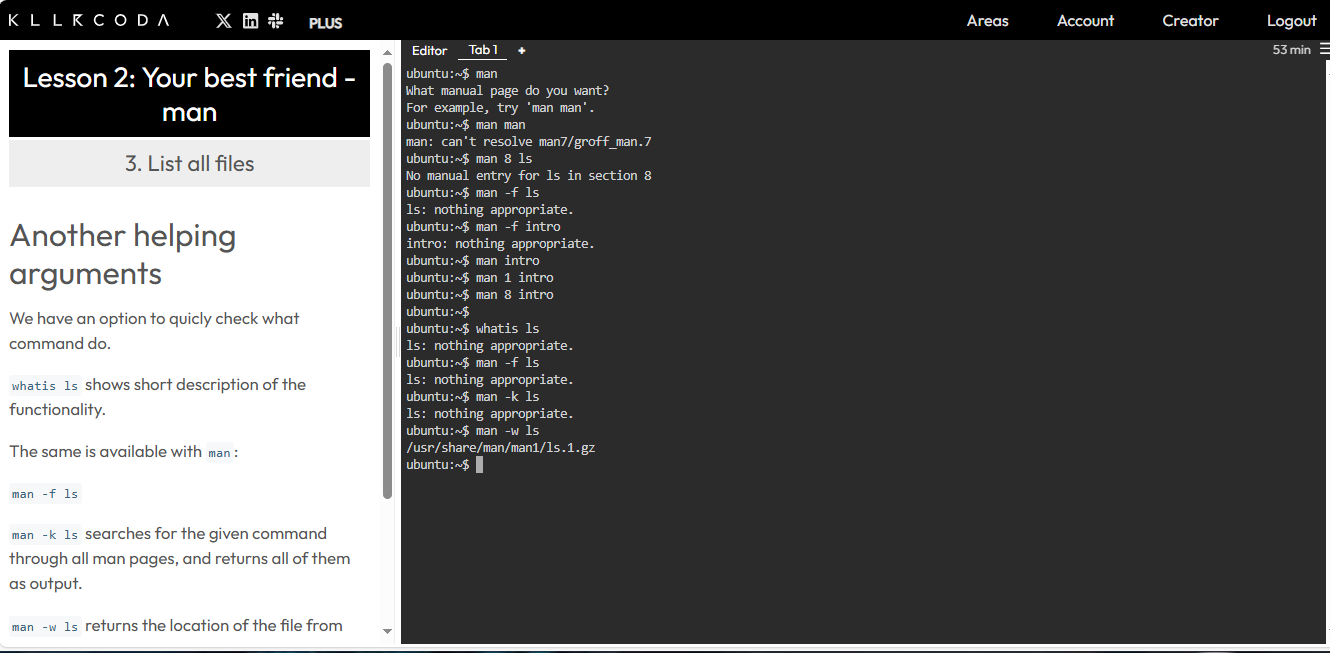 KLLRCODA PLUS Areas Account Creator Logout
Lesson 2: Your best friend -
man
3. List all files
Another helping
arguments
We have an option to quicly check what
command do.
whatis ls shows short description of the
functionality.
The same is available with man :
man -f ls
man -k ls searches for the given command
through all man pages, and returns all of them
as output.
man -w ls returns the location of the file from
Editor Tab 1 + 53 min
ubuntu:~$ man
What manual page do you want?
For example, try 'man man'.
ubuntu:~$ man man
man: can't resolve man7/groff_man.7
ubuntu:~$ man 8 ls
No manual entry for ls in section 8
ubuntu:~$ man -f ls
ls: nothing appropriate.
ubuntu:~$ man -f intro
intro: nothing appropriate.
ubuntu:~$ man intro
ubuntu:~$ man 1 intro
ubuntu:~$ man 8 intro
ubuntu:~$
ubuntu:~$ whatis ls
ls: nothing appropriate.
ubuntu:~$ man -f ls
ls: nothing appropriate.
ubuntu:~$ man -k ls
ls: nothing appropriate.
ubuntu:~$ man -w ls
/usr/share/man/man1/ls.1.gz
ubuntu:~$